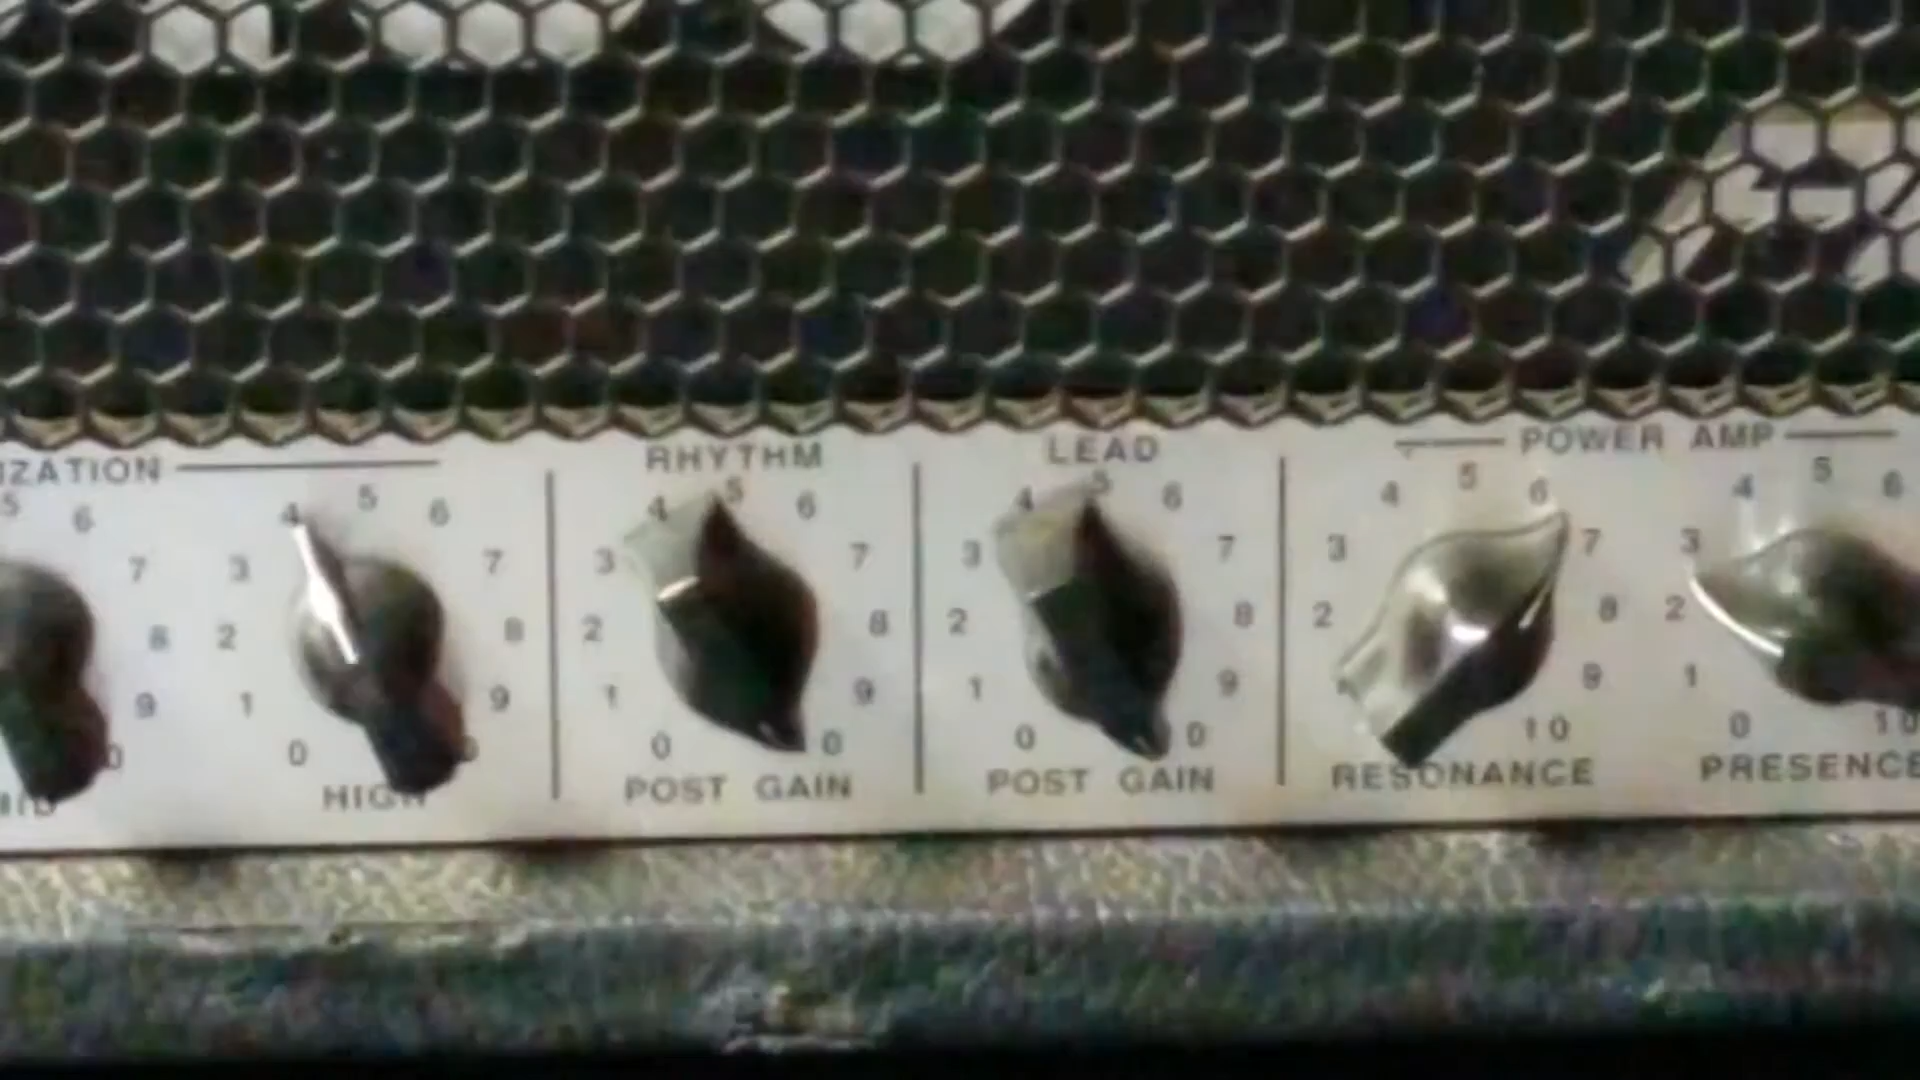 IZATION
5 6 7 8 9 0
MID
0 1 2 3 4 5 6 7 8 9
HIGH
RHYTHM
0 1 2 3 4 5 6 7 8 9 0
POST GAIN
LEAD
0 1 2 3 4 5 6 7 8 9 0
POST GAIN
POWER AMP
2 3 4 5 6 7 8 9 10
RESONANCE
0 1 2 3 4 5 6 10
PRESENCE